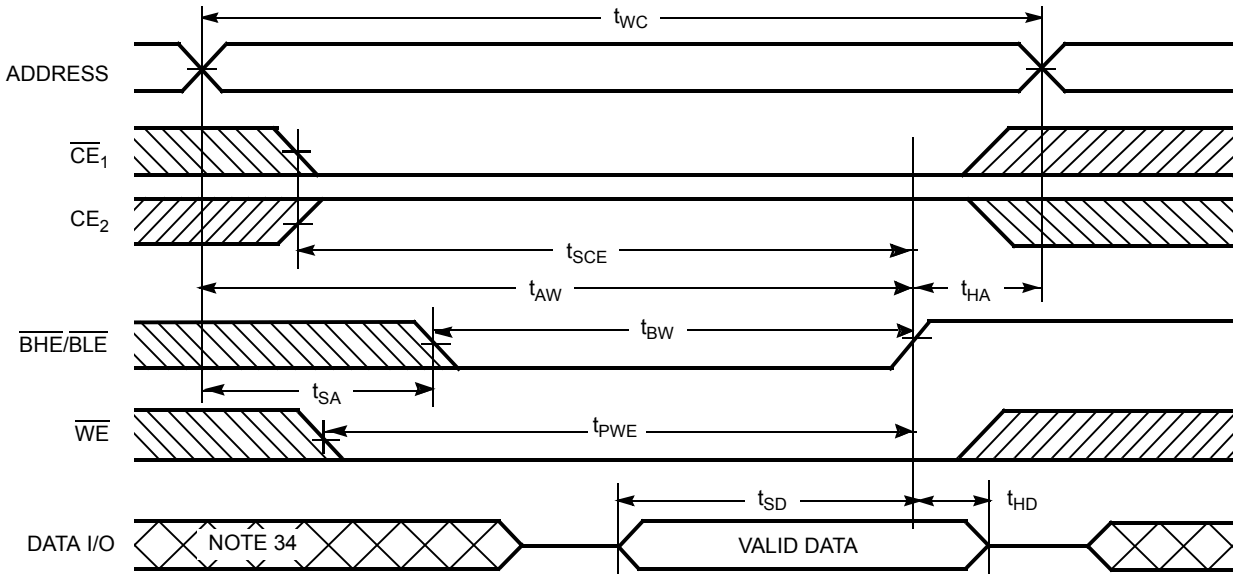 tWC
ADDRESS
CE1
CE2
tSCE
tAW
tHA
BHE/BLE
tBW
tSA
WE
tPWE
tSD
tHD
DATA I/O
NOTE 34
VALID DATA